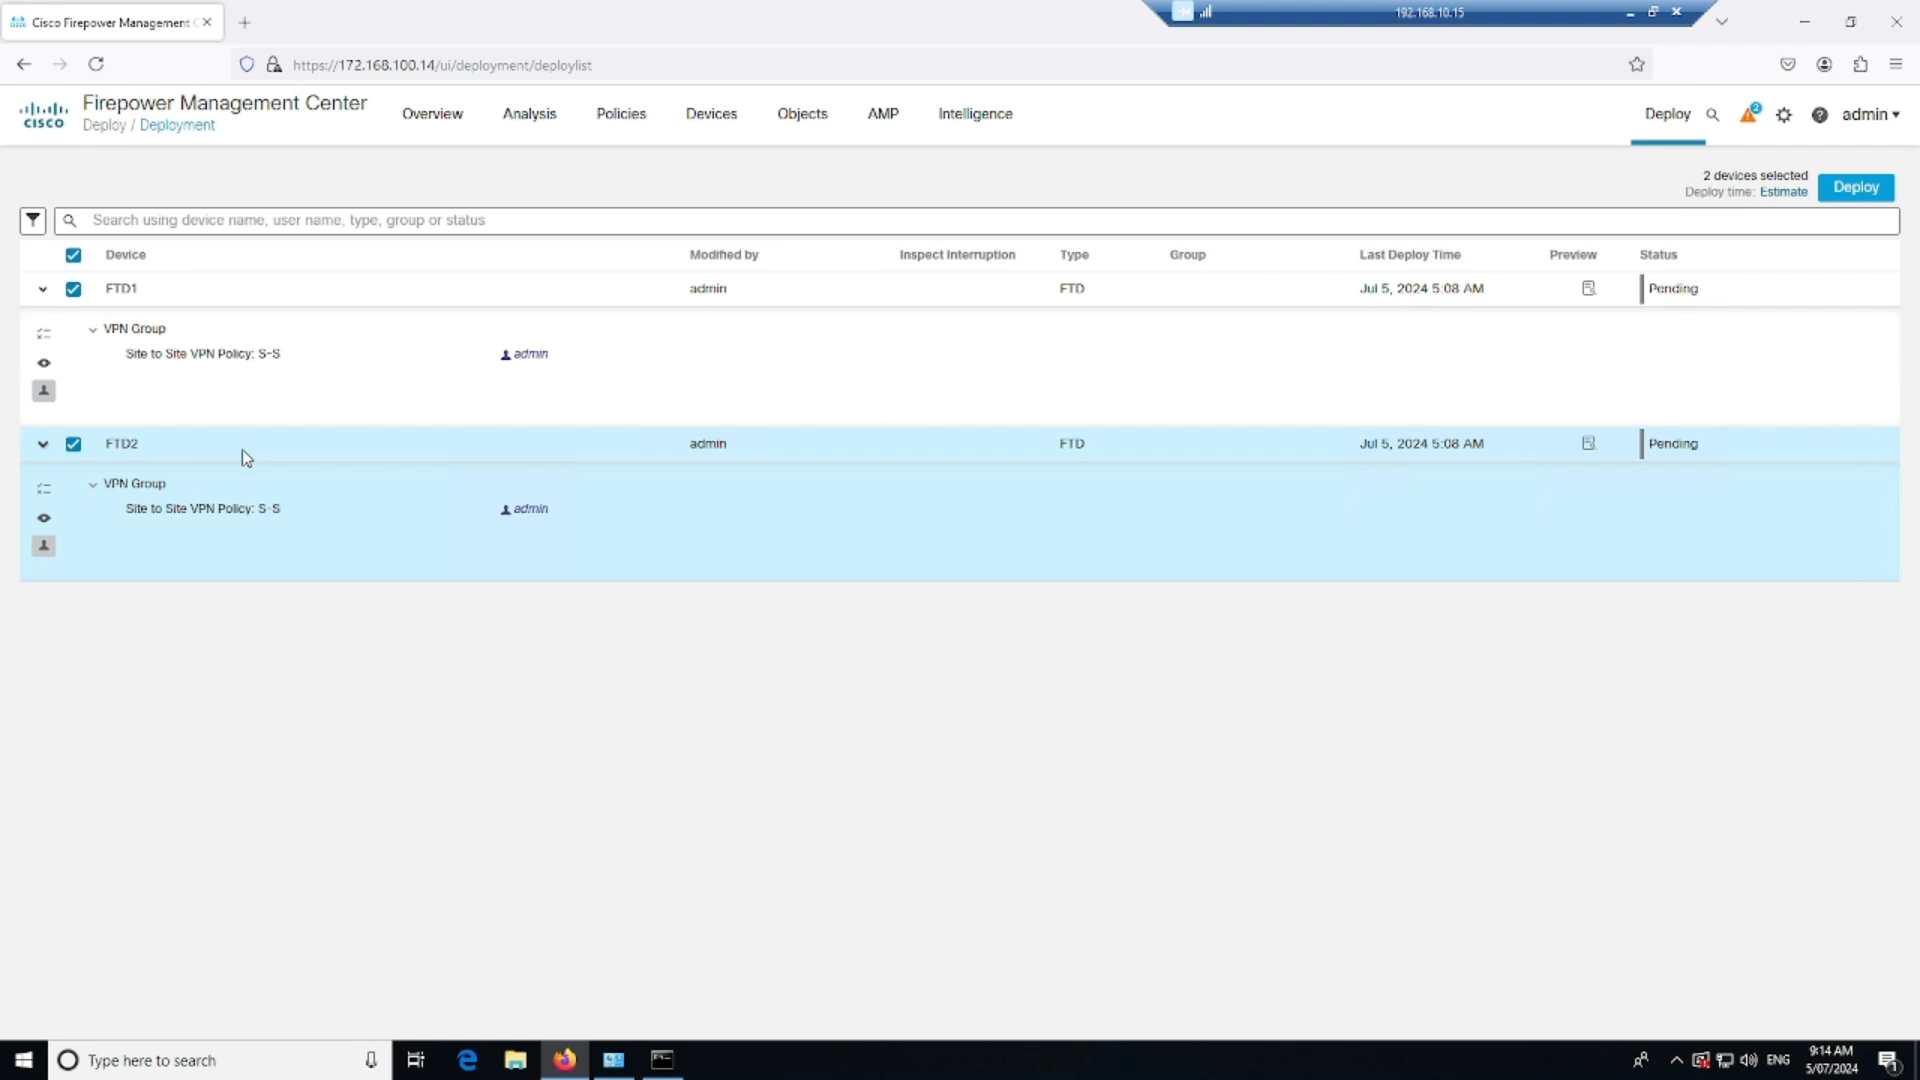 Cisco Firepower Management C
192.168.10.15
https://172.168.100.14/ui/deployment/deploylist
CISCO
Firepower Management Center
Deploy / Deployment
Overview
Analysis
Policies
Devices
Objects
AMP
Intelligence
Deploy
2
admin
2 devices selected
Deploy time: Estimate
Deploy
Search using device name, user name, type, group or status
Device Modified by Inspect Interruption Type Group Last Deploy Time Preview Status
FTD1 admin FTD Jul 5, 2024 5:08 AM Pending
VPN Group
Site to Site VPN Policy: S-S admin
FTD2 admin FTD Jul 5, 2024 5:08 AM Pending
VPN Group
Site to Site VPN Policy: S-S admin
Type here to search
ENG
9:14 AM
5/07/2024
1